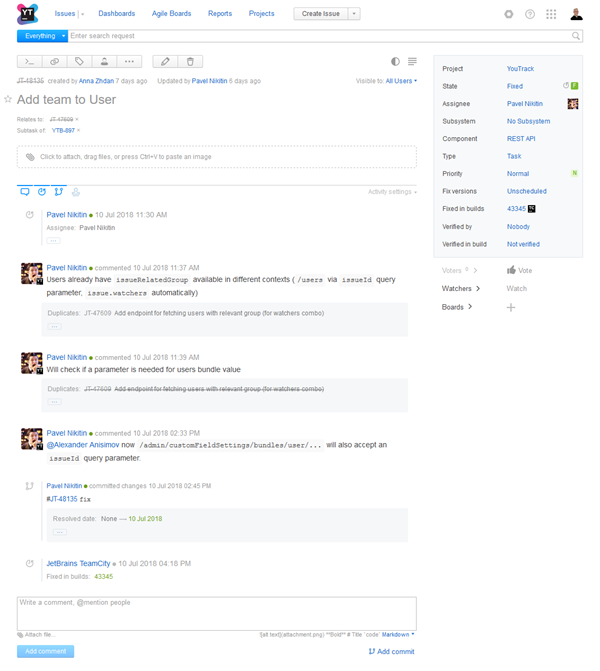 YT
Issues
Dashboards
Agile Boards
Reports
Projects
Create Issue
Everything
Enter search request
JT-48135 created by Anna Zhdan 7 days ago Updated by Pavel Nikitin 6 days ago
Visible to: All Users
Add team to User
Relates to: JT-47609
Subtask of: YTB-897
Click to attach, drag files, or press Ctrl+V to paste an image
Activity settings
Pavel Nikitin 10 Jul 2018 11:30 AM
Assignee: Pavel Nikitin
Pavel Nikitin commented 10 Jul 2018 11:37 AM
Users already have issueRelatedGroup available in different contexts ( /users via issueId query
parameter, issue.watchers automatically)
Duplicates: JT-47609 Add endpoint for fetching users with relevant group (for watchers combo)
Pavel Nikitin commented 10 Jul 2018 11:39 AM
Will check if a parameter is needed for users bundle value
Duplicates: JT-47609 Add endpoint for fetching users with relevant group (for watchers combo)
Pavel Nikitin commented 10 Jul 2018 02:33 PM
@Alexander Anisimov now /admin/customFieldSettings/bundles/user/... will also accept an
issueId query parameter.
Pavel Nikitin committed changes 10 Jul 2018 02:45 PM
#JT-48135 fix
Resolved date: None — 10 Jul 2018
JetBrains TeamCity 10 Jul 2018 04:18 PM
Fixed in builds: 43345
Write a comment, @mention people
Attach file...
![alt text](attachment.png) **Bold** # Title `code` Markdown
Add comment
Add commit
Project YouTrack
State Fixed F
Assignee Pavel Nikitin
Subsystem No Subsystem
Component REST API
Type Task
Priority Normal N
Fix versions Unscheduled
Fixed in builds 43345
Verified by Nobody
Verified in build Not verified
Voters 0 Vote
Watchers Watch
Boards